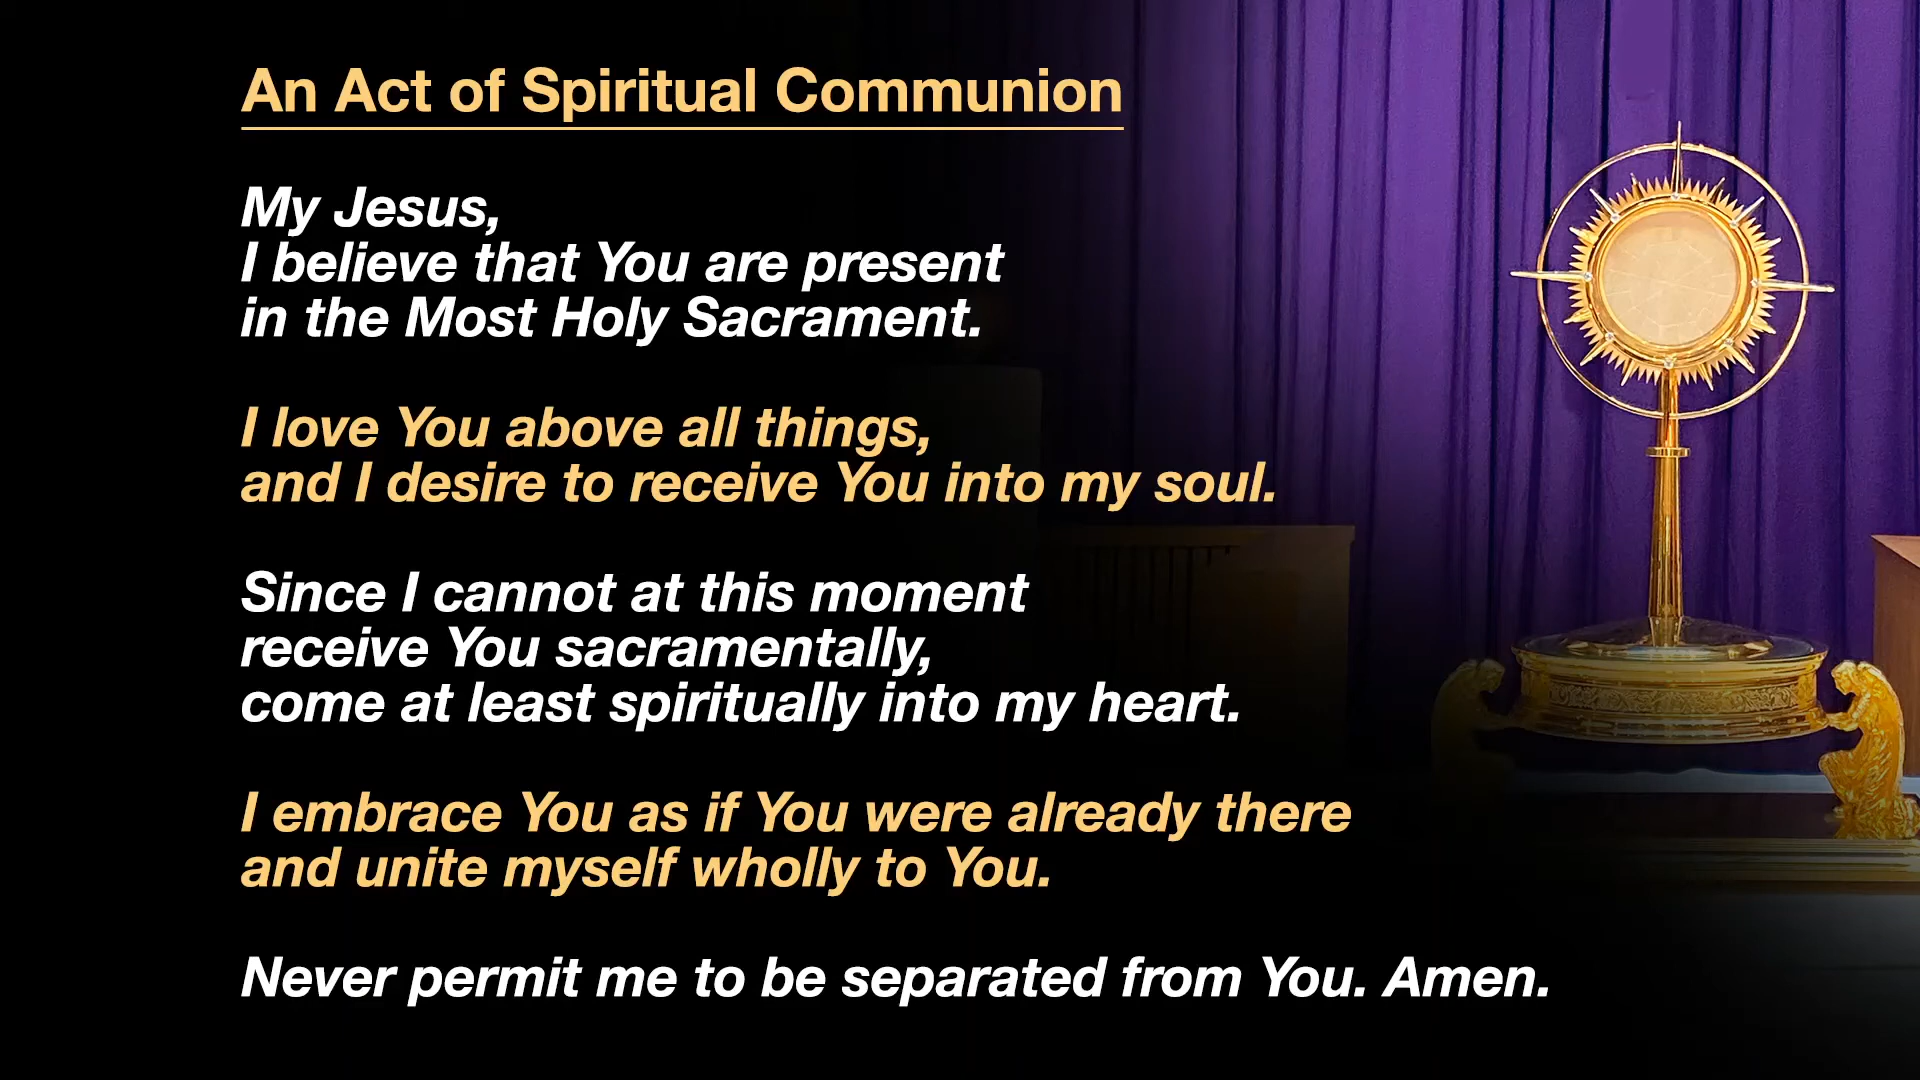 An Act of Spiritual Communion
My Jesus,
I believe that You are present
in the Most Holy Sacrament.
I love You above all things,
and I desire to receive You into my soul.
Since I cannot at this moment
receive You sacramentally,
come at least spiritually into my heart.
I embrace You as if You were already there
and unite myself wholly to You.
Never permit me to be separated from You. Amen.